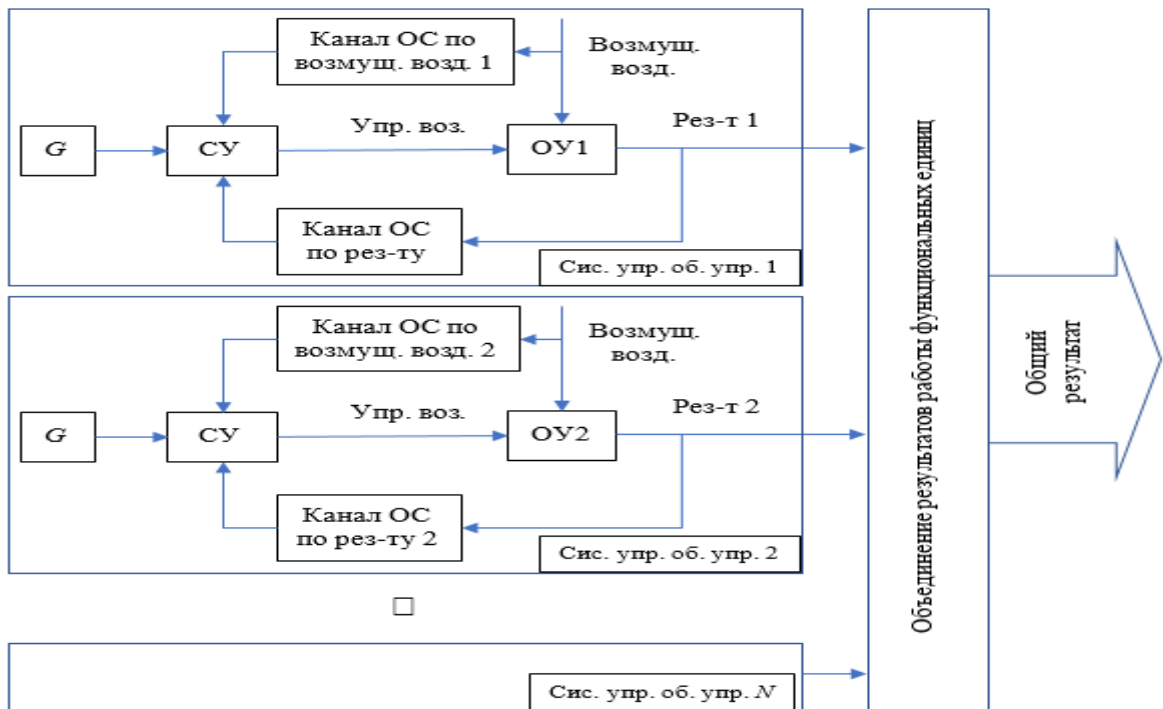 Канал ОС по
возмущ. возд. 1
Возмущ.
возд.
G
СУ
Упр. воз.
ОУ1
Рез-т 1
Канал ОС
по рез-ту
Сис. упр. об. упр. 1
Канал ОС по
возмущ. возд. 2
Возмущ.
возд.
G
СУ
Упр. воз.
ОУ2
Рез-т 2
Канал ОС
по рез-ту 2
Сис. упр. об. упр. 2
Сис. упр. об. упр. N
Объединение результатов работы функциональных единиц
Общий
результат